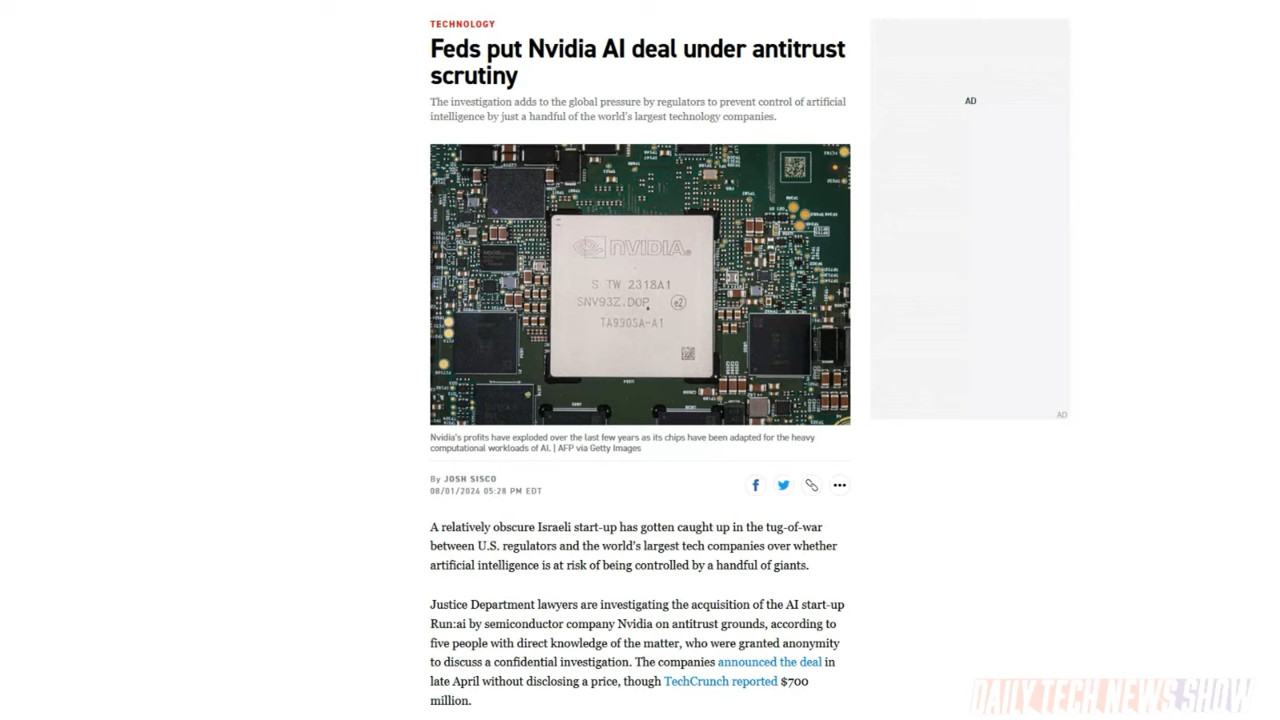 TECHNOLOGY
Feds put Nvidia AI deal under antitrust
scrutiny
The investigation adds to the global pressure by regulators to prevent control of artificial
intelligence by just a handful of the world's largest technology companies.
AD
NVIDIA
S TW 2318A1
SNV93Z.D0P e2
TA930SA-A1
AD
Nvidia's profits have exploded over the last few years as its chips have been adapted for the heavy
computational workloads of AI. | AFP via Getty Images
By JOSH SISCO
08/01/2024 05:28 PM EDT
A relatively obscure Israeli start-up has gotten caught up in the tug-of-war
between U.S. regulators and the world's largest tech companies over whether
artificial intelligence is at risk of being controlled by a handful of giants.
Justice Department lawyers are investigating the acquisition of the AI start-up
Run:ai by semiconductor company Nvidia on antitrust grounds, according to
five people with direct knowledge of the matter, who were granted anonymity
to discuss a confidential investigation. The companies announced the deal in
late April without disclosing a price, though TechCrunch reported $700
million.
DAILY TECH NEWS SHOW